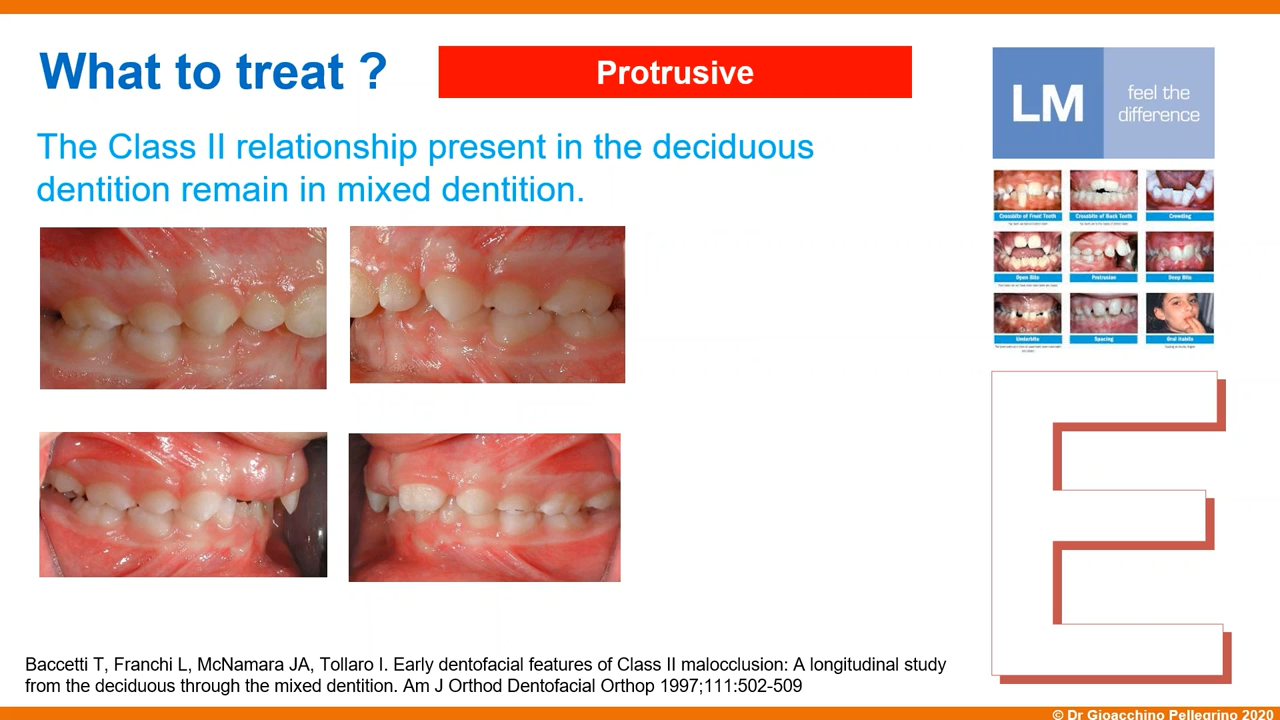 What to treat ?
Protrusive
The Class II relationship present in the deciduous
dentition remain in mixed dentition.
LM
feel the
difference
Crossbite of Front Teeth
Crossbite of Back Teeth
Crowding
Open Bite
Protrusion
Deep Bite
Underbite
Spacing
Oral Habits
E
Baccetti T, Franchi L, McNamara JA, Tollaro I. Early dentofacial features of Class II malocclusion: A longitudinal study
from the deciduous through the mixed dentition. Am J Orthod Dentofacial Orthop 1997;111:502-509
© Dr Gioacchino Pellegrino 2020